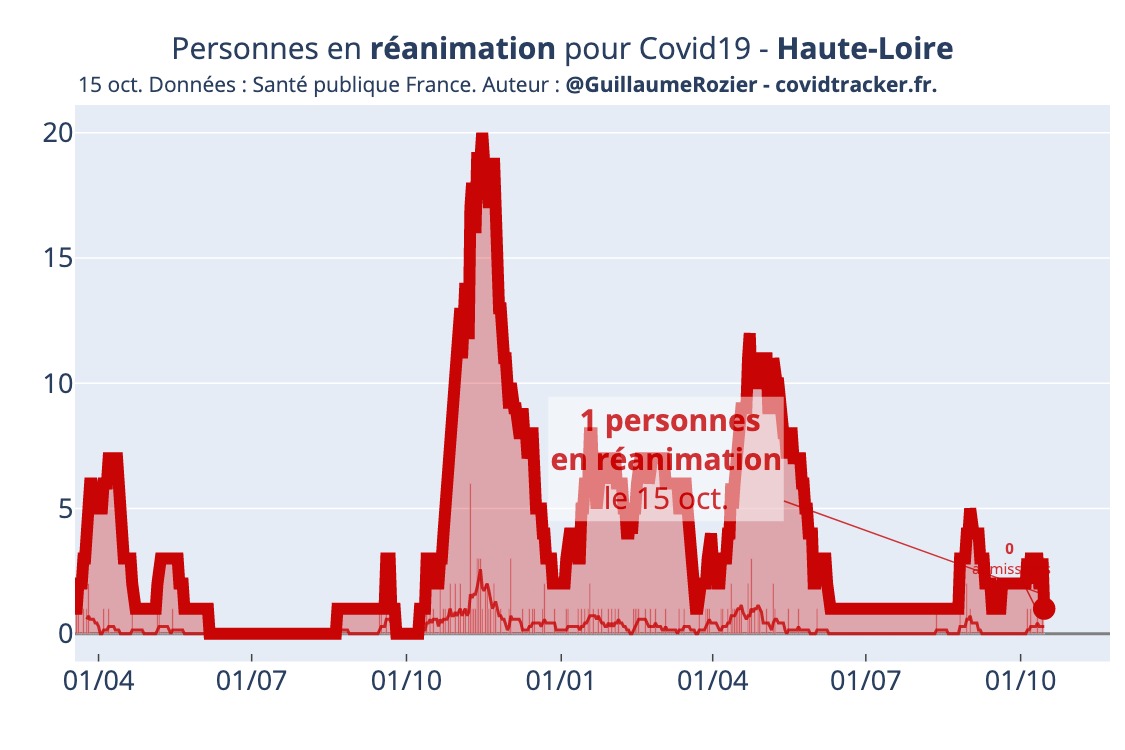 Personnes en réanimation pour Covid19 - Haute-Loire
15 oct. Données : Santé publique France. Auteur : @GuillaumeRozier - covidtracker.fr.
20
15
10
5
0
1 personnes
en réanimation
le 15 oct.
0
01/04 01/07 01/10 01/01 01/04 01/07 01/10